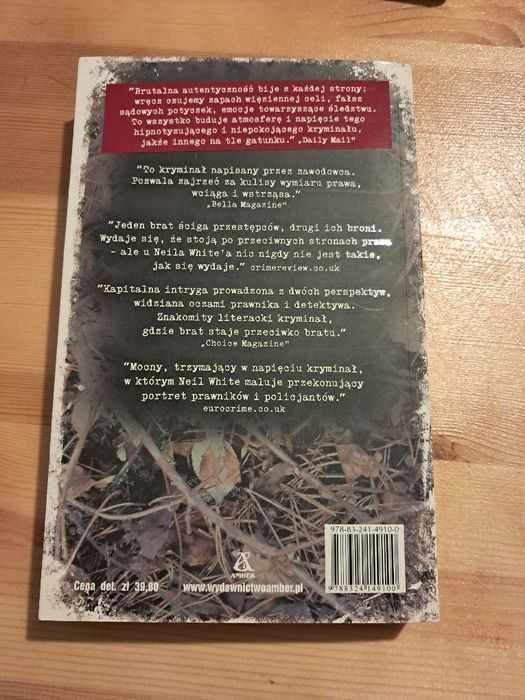 "Brutalna autentyczność bije z każdej strony:
wręcz czujemy zapach więziennej celi, fałsz
sądowych potyczek, emocje towarzyszące śledztwu.
To wszystko buduje atmosferę i napięcie tego
hipnotyzującego i niepokojącego kryminału,
jakże innego na tle gatunku." „Daily Mail"
"To kryminał napisany przez zawodowca.
Pozwala zajrzeć za kulisy wymiaru prawa,
wciąga i wstrząsa."
„Bella Magazine"
"Jeden brat ściga przestępców, drugi ich broni.
Wydaje się, że stoją po przeciwnych stronach prawa
- ale u Neila White'a nic nigdy nie jest takie,
jak się wydaje." crimereview.co.uk
"Kapitalna intryga prowadzona z dwóch perspektyw,
widziana oczami prawnika i detektywa.
Znakomity literacki kryminał,
gdzie brat staje przeciwko bratu."
„Choice Magazine"
"Mocny, trzymający w napięciu kryminał,
w którym Neil White maluje przekonujący
portret prawników i policjantów."
eurocrime.co.uk
978-83-241-4910-0
AMBER
Cena det. zł 39,80
www.wydawnictwoamber.pl
9788324149100